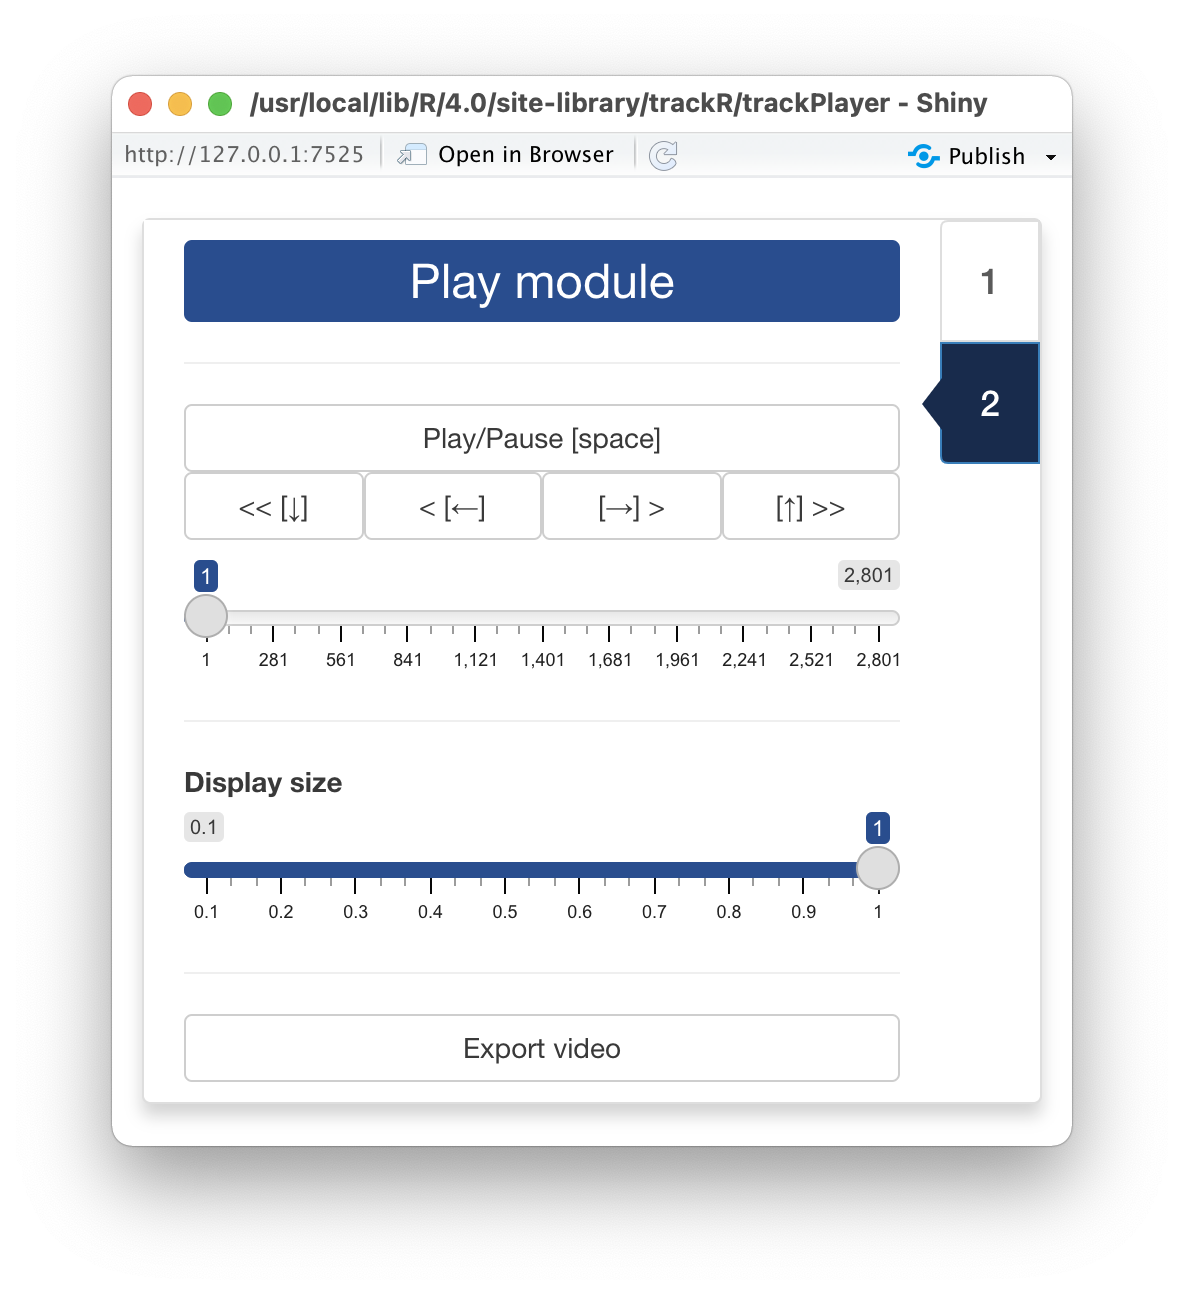 /usr/local/lib/R/4.0/site-library/trackR/trackPlayer - Shiny
http://127.0.0.1:7525 Open in Browser Publish
Play module
1
2
Play/Pause [space]
<< [↓] < [←] [→] > [↑] >>
1 2,801
1 281 561 841 1,121 1,401 1,681 1,961 2,241 2,521 2,801
Display size
0.1 1
0.1 0.2 0.3 0.4 0.5 0.6 0.7 0.8 0.9 1
Export video